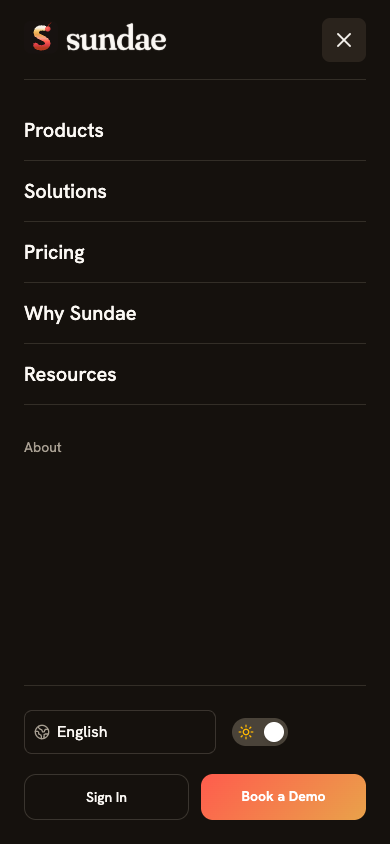 sundae
Products
Solutions
Pricing
Why Sundae
Resources
About
English
Sign In
Book a Demo